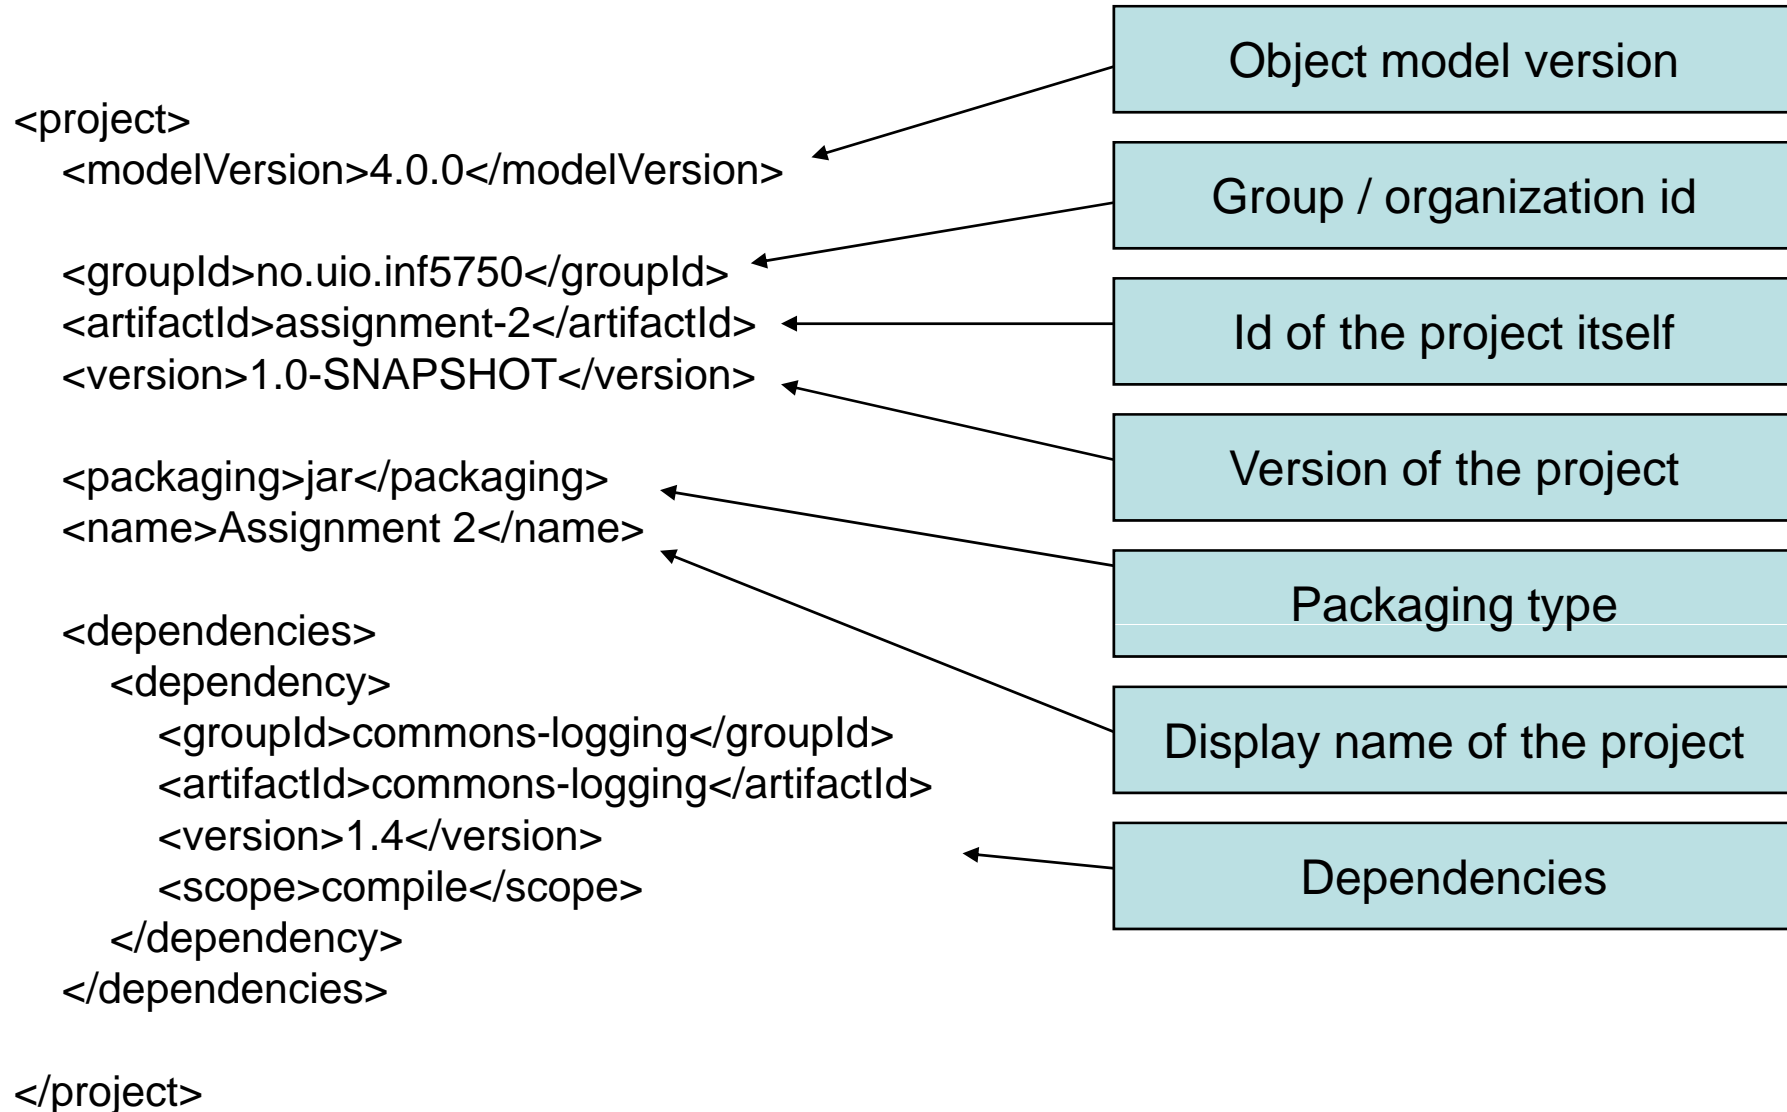 <project>
<modelVersion>4.0.0</modelVersion>
<groupId>no.uio.inf5750</groupId>
<artifactId>assignment-2</artifactId>
<version>1.0-SNAPSHOT</version>
<packaging>jar</packaging>
<name>Assignment 2</name>
<dependencies>
<dependency>
<groupId>commons-logging</groupId>
<artifactId>commons-logging</artifactId>
<version>1.4</version>
<scope>compile</scope>
</dependency>
</dependencies>
</project>
Object model version
Group / organization id
Id of the project itself
Version of the project
Packaging type
Display name of the project
Dependencies